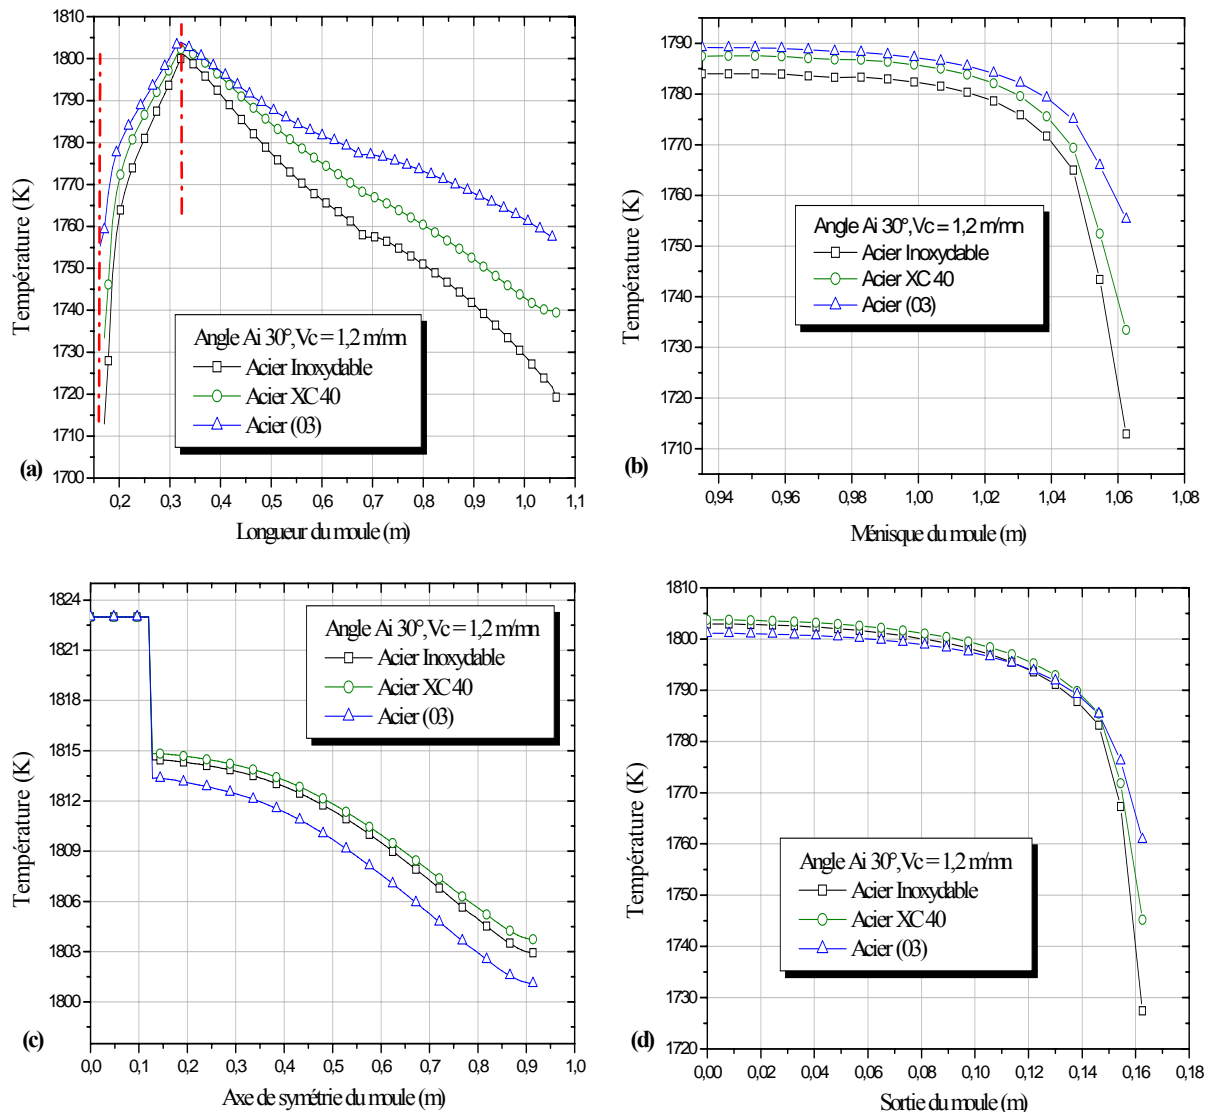 1810
1800
1790
1780
1770
1760
1750
1740
1730
1720
1710
1700
Température (K)
Angle Ai 30°,Vc = 1,2 m/mn
Acier Inoxydable
Acier XC 40
Acier (03)
(a)
0,2 0,3 0,4 0,5 0,6 0,7 0,8 0,9 1,0 1,1
Longueur du moule (m)
1790
1780
1770
1760
1750
1740
1730
1720
1710
Température (K)
Angle Ai 30°,Vc = 1,2 m/mn
Acier Inoxydable
Acier XC 40
Acier (03)
(b)
0,94 0,96 0,98 1,00 1,02 1,04 1,06 1,08
Ménisque du moule (m)
1824
1821
1818
1815
1812
1809
1806
1803
1800
Température (K)
Angle Ai 30°,Vc = 1,2 m/mn
Acier Inoxydable
Acier XC 40
Acier (03)
(c)
0,0 0,1 0,2 0,3 0,4 0,5 0,6 0,7 0,8 0,9 1,0
Axe de symétrie du moule (m)
1810
1800
1790
1780
1770
1760
1750
1740
1730
1720
Température (K)
Angle Ai 30°,Vc = 1,2 m/mn
Acier Inoxydable
Acier XC 40
Acier (03)
(d)
0,00 0,02 0,04 0,06 0,08 0,10 0,12 0,14 0,16 0,18
Sortie du moule (m)